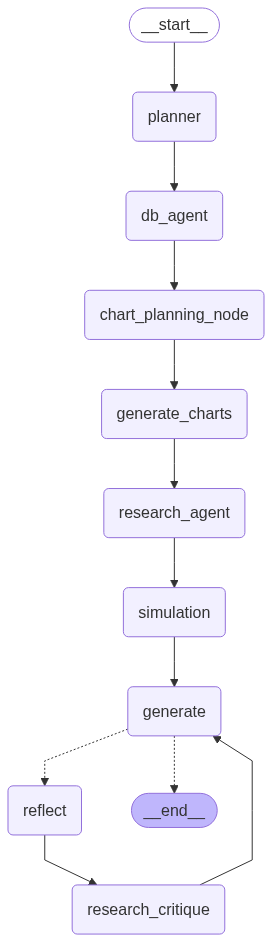 __start__
planner
db_agent
chart_planning_node
generate_charts
research_agent
simulation
generate
reflect
__end__
research_critique